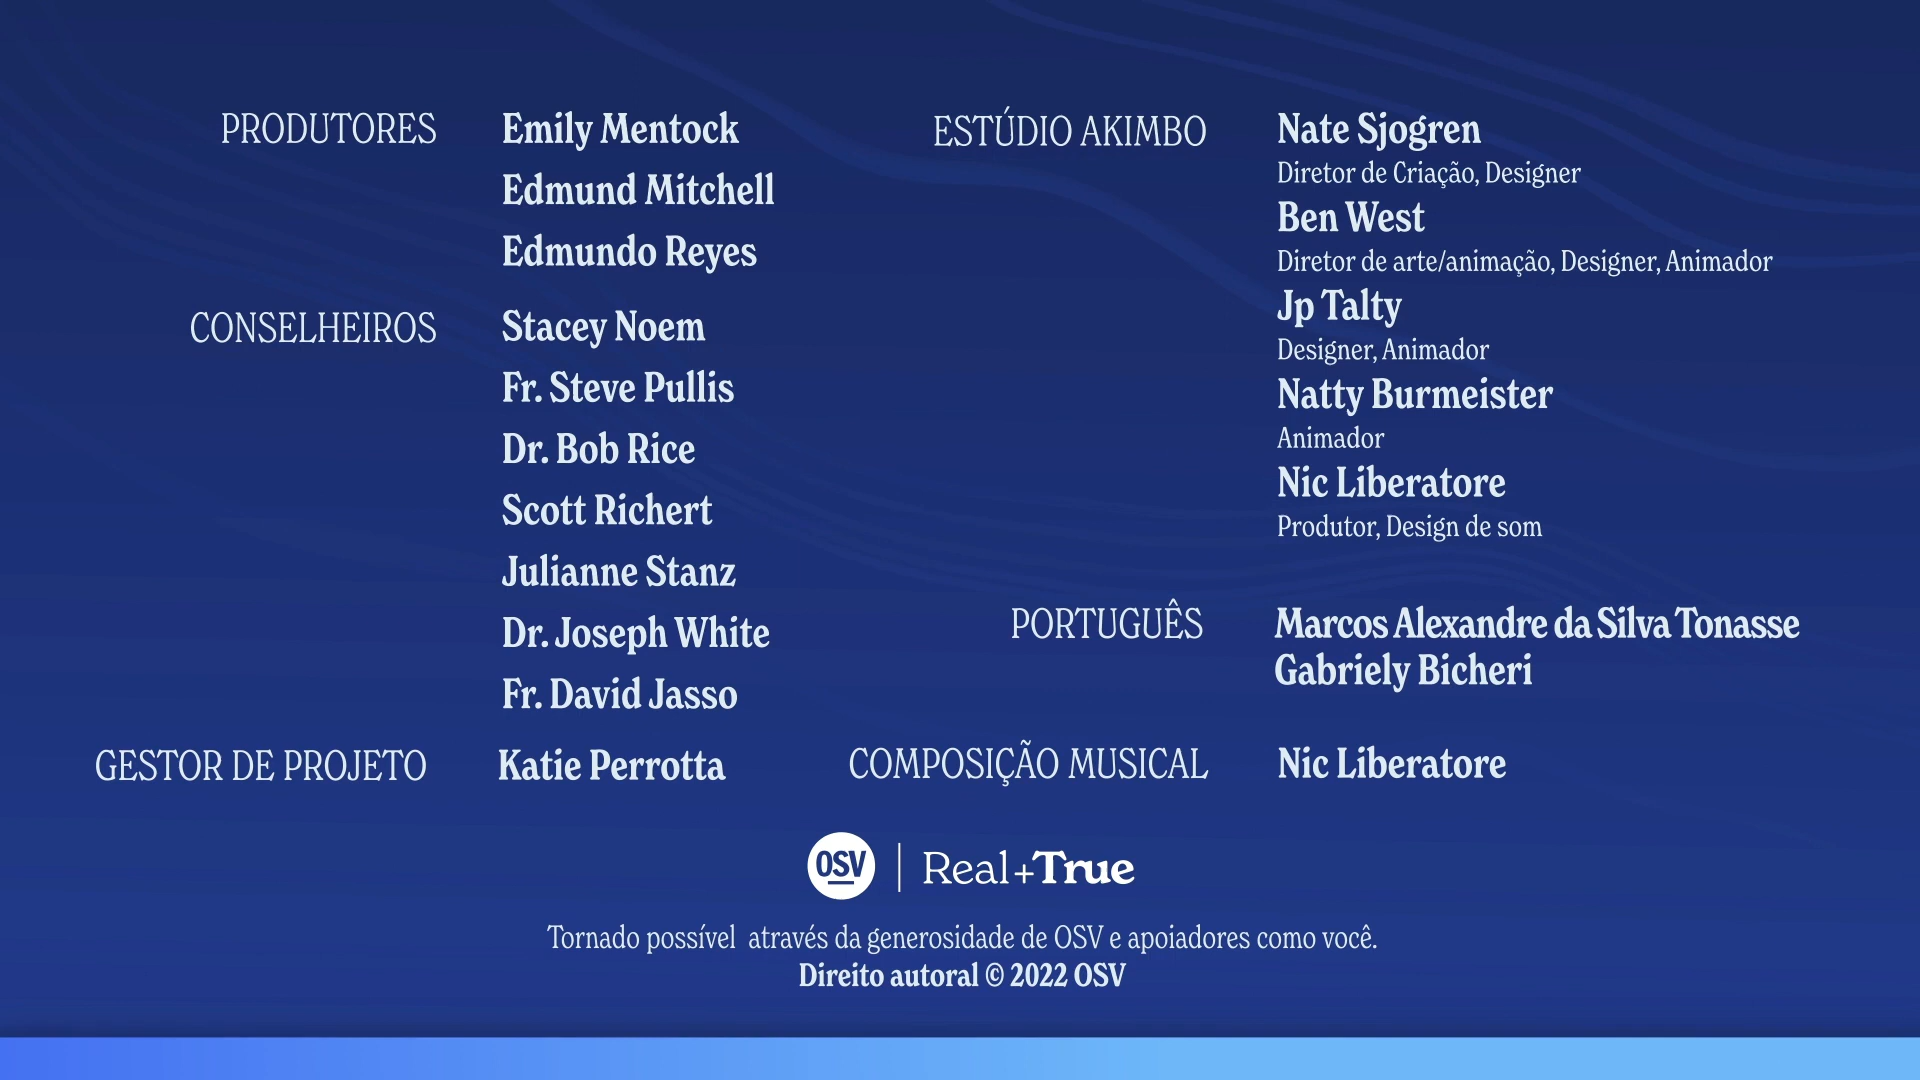 PRODUTORES
Emily Mentock
Edmund Mitchell
Edmundo Reyes
CONSELHEIROS
Stacey Noem
Fr. Steve Pullis
Dr. Bob Rice
Scott Richert
Julianne Stanz
Dr. Joseph White
Fr. David Jasso
GESTOR DE PROJETO
Katie Perrotta
ESTÚDIO AKIMBO
Nate Sjogren
Diretor de Criação, Designer
Ben West
Diretor de arte/animação, Designer, Animador
Jp Talty
Designer, Animador
Natty Burmeister
Animador
Nic Liberatore
Produtor, Design de som
PORTUGUÊS
Marcos Alexandre da Silva Tonasse
Gabriely Bicheri
COMPOSIÇÃO MUSICAL
Nic Liberatore
OSV | Real+True
Tornado possível através da generosidade de OSV e apoiadores como você.
Direito autoral © 2022 OSV